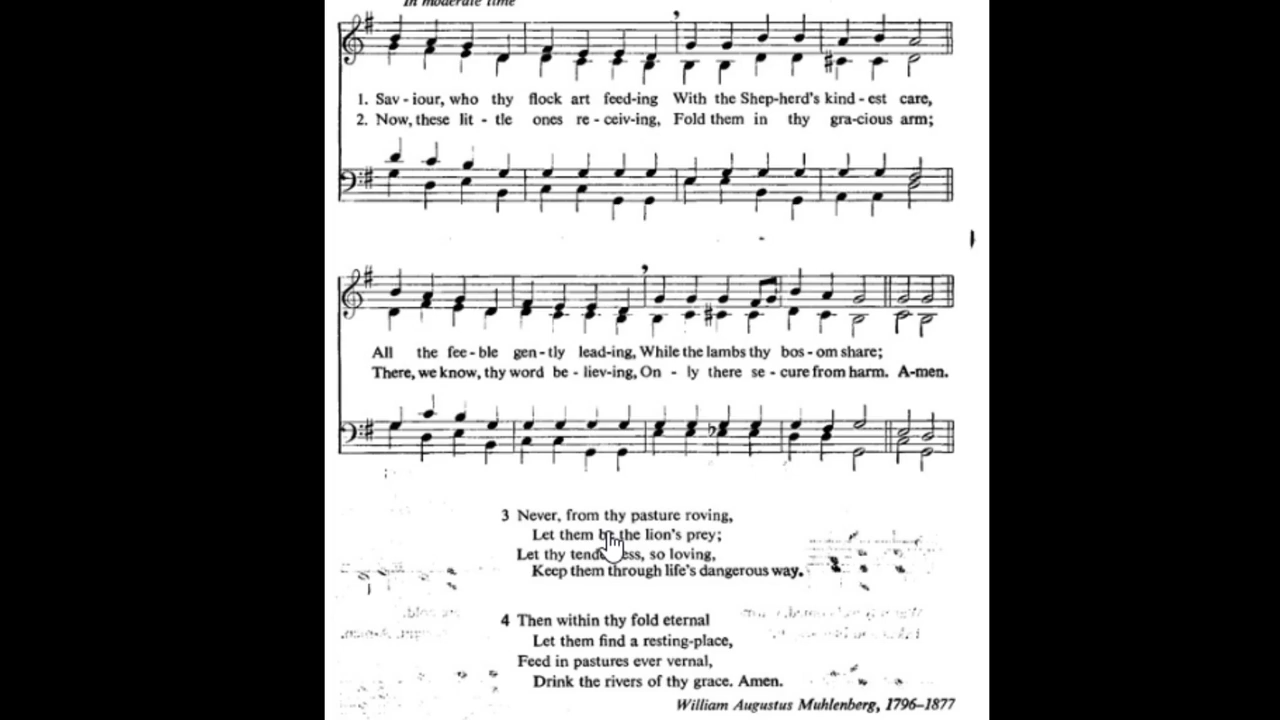 In moderate time
1. Sav - iour, who thy flock art feed-ing With the Shep-herd's kind - est care,
2. Now, these lit - tle ones re - ceiv-ing, Fold them in thy gra-cious arm;
All the fee - ble gen - tly lead-ing, While the lambs thy bos - om share;
There, we know, thy word be - liev-ing, On - ly there se - cure from harm. A-men.
3 Never, from thy pasture roving,
Let them the lion's prey;
Let thy so loving,
Keep them through life's dangerous way.
4 Then within thy fold eternal
Let them find a resting-place,
Feed in pastures ever vernal,
Drink the rivers of thy grace. Amen.
William Augustus Muhlenberg, 1796–1877